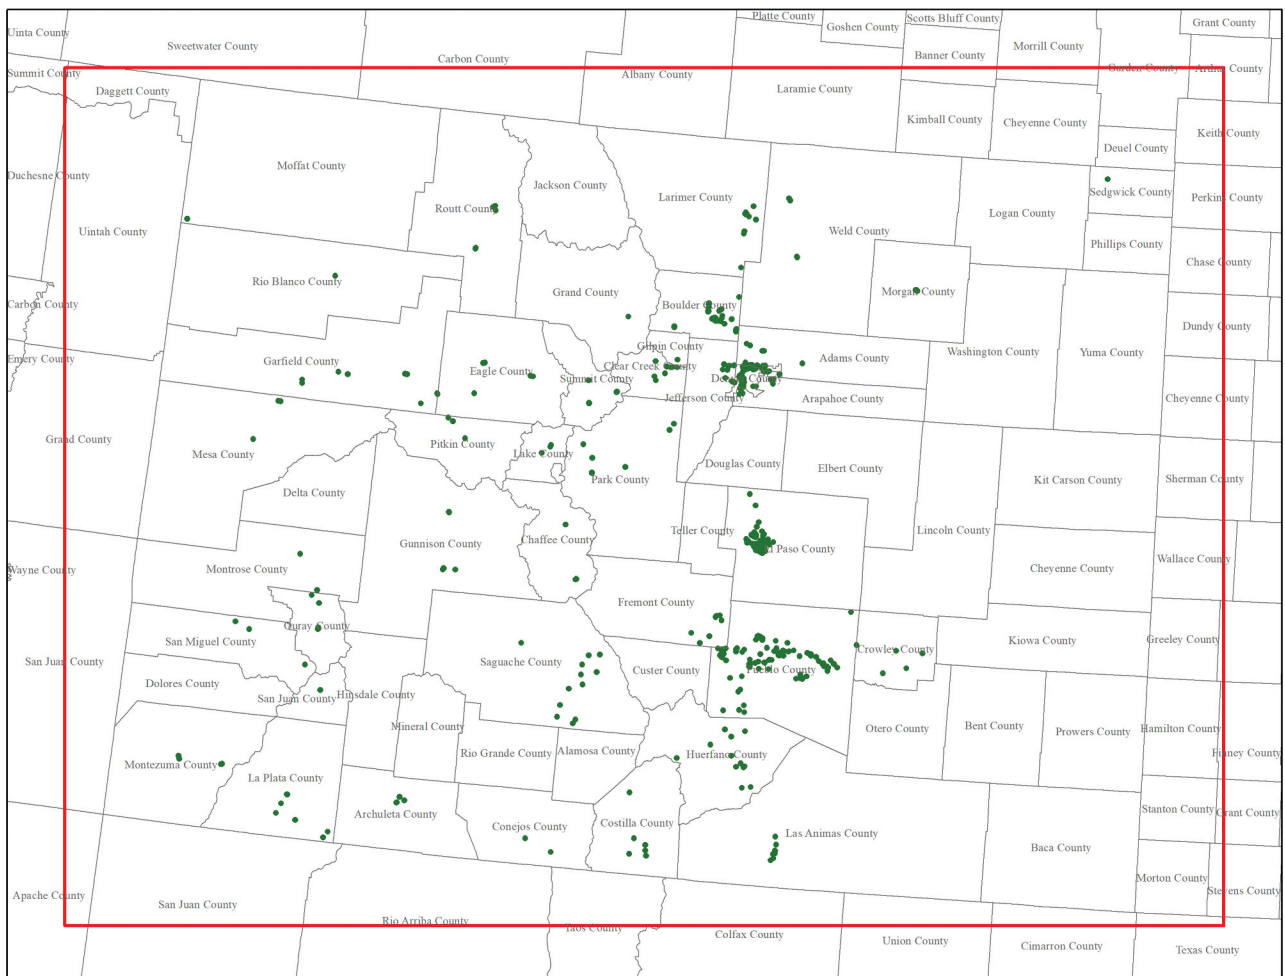 Platte County
Goshen County
Scotts Bluff County
Grant County
Uinta County
Sweetwater County
Carbon County
Albany County
Banner County
Morrill County
Garden County
Arthur County
Summit County
Daggett County
Laramie County
Kimball County
Cheyenne County
Keith County
Deuel County
Duchesne County
Moffat County
Jackson County
Larimer County
Sedgwick County
Perkins County
Routt County
Logan County
Uintah County
Weld County
Phillips County
Chase County
Rio Blanco County
Grand County
Morgan County
Carbon County
Boulder County
Dundy County
Gilpin County
Emery County
Garfield County
Eagle County
Clear Creek County
Adams County
Washington County
Yuma County
Summit County
Denver County
Jefferson County
Arapahoe County
Cheyenne County
Grand County
Mesa County
Pitkin County
Lake County
Park County
Douglas County
Elbert County
Kit Carson County
Sherman County
Delta County
Teller County
Lincoln County
Gunnison County
Chaffee County
El Paso County
Wayne County
Montrose County
Cheyenne County
Wallace County
Fremont County
Ouray County
San Miguel County
Kiowa County
Greeley County
San Juan County
Saguache County
Custer County
Pueblo County
Crowley County
Dolores County
San Juan County
Hinsdale County
Mineral County
Otero County
Bent County
Prowers County
Hamilton County
Finney County
Montezuma County
La Plata County
Rio Grande County
Alamosa County
Huerfano County
Archuleta County
Conejos County
Costilla County
Las Animas County
Stanton County
Grant County
Baca County
Morton County
Stevens County
Apache County
San Juan County
Rio Arriba County
Taos County
Colfax County
Union County
Cimarron County
Texas County